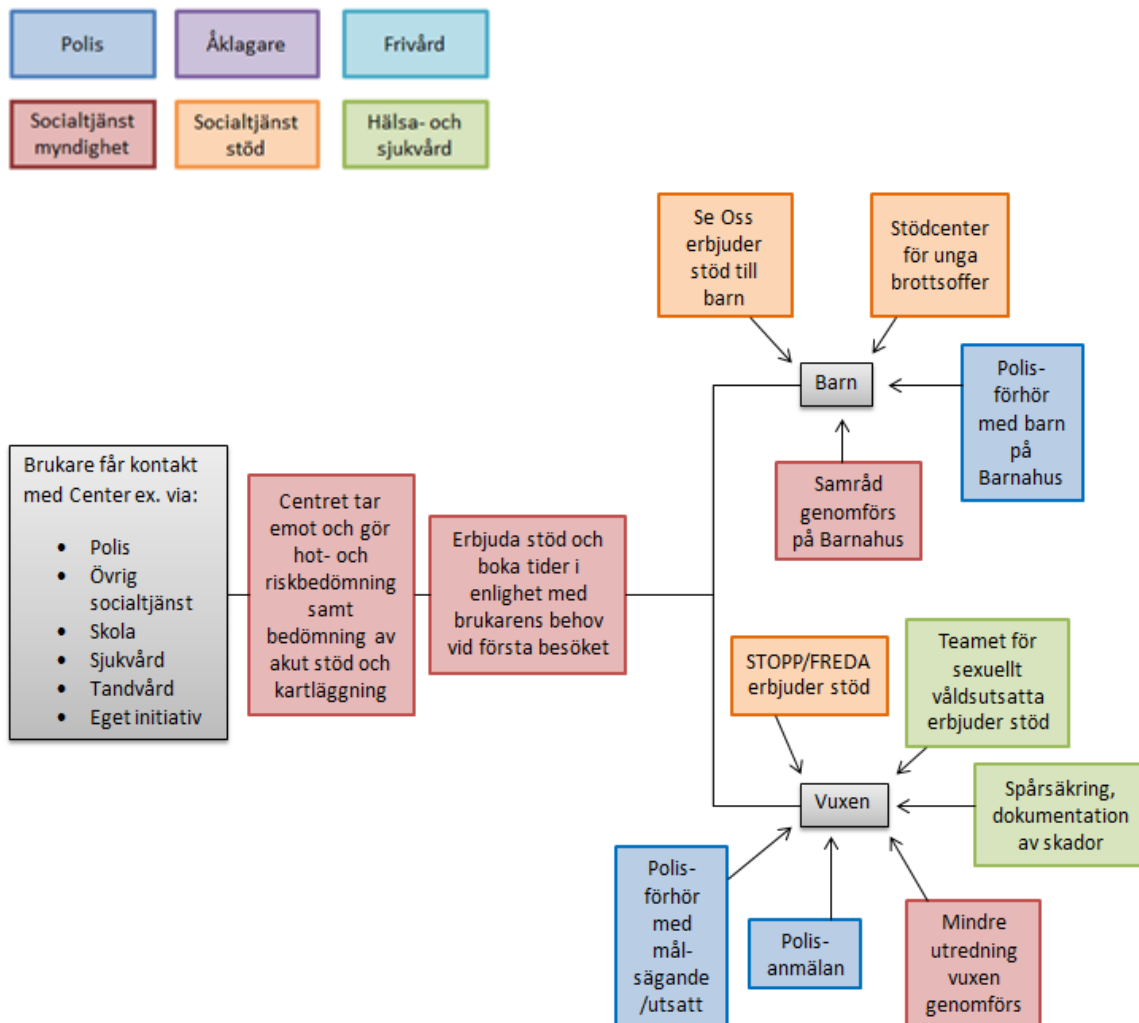 Polis
Åklagare
Frivård
Socialtjänst
myndighet
Socialtjänst
stöd
Hälsa- och
sjukvård
Se Oss
erbjuder
stöd till
barn
Stödcenter
för unga
brottsoffer
Barn
Polis-
förhör
med barn
på
Barnahus
Samråd
genomförs
på Barnahus
Brukare får kontakt
med Center ex. via:
• Polis
• Övrig
socialtjänst
• Skola
• Sjukvård
• Tandvård
• Eget initiativ
Centret tar
emot och gör
hot- och
riskbedömning
samt
bedömning av
akut stöd och
kartläggning
Erbjuda stöd och
boka tider i
enlighet med
brukarens behov
vid första besöket
STOPP/FREDA
erbjuder stöd
Teamet för
sexuellt
våldsutsatta
erbjuder stöd
Vuxen
Spårsäkring,
dokumentation
av skador
Polis-
förhör
med
mål-
sägande
/utsatt
Polis-
anmälan
Mindre
utredning
vuxen
genomförs